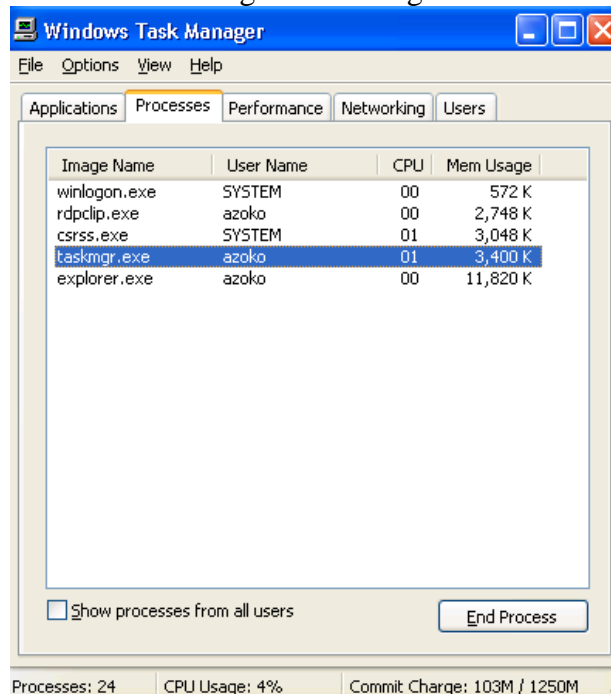 Windows Task Manager
File Options View Help
Applications Processes Performance Networking Users
Image Name User Name CPU Mem Usage
winlogon.exe SYSTEM 00 572 K
rdpclip.exe azoko 00 2,748 K
csrss.exe SYSTEM 01 3,048 K
taskmgr.exe azoko 01 3,400 K
explorer.exe azoko 00 11,820 K
Show processes from all users End Process
Processes: 24 CPU Usage: 4% Commit Charge: 103M / 1250M